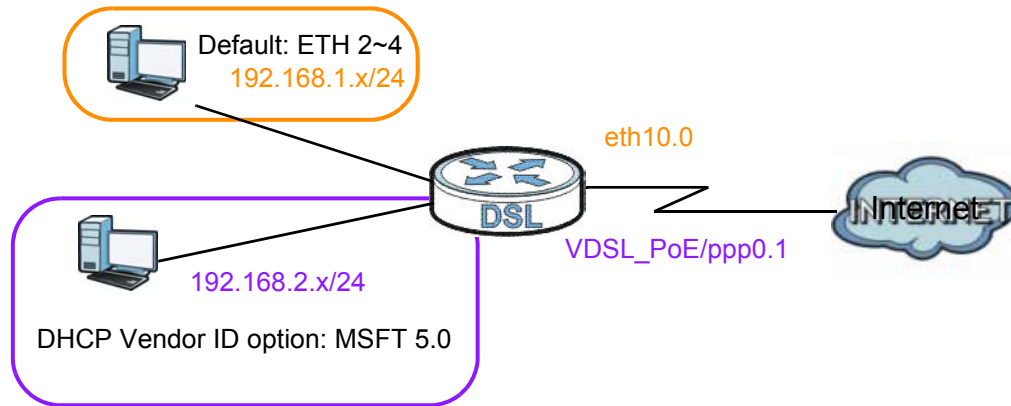 Default: ETH 2~4
192.168.1.x/24
eth10.0
DSL
Internet
INTERNET
VDSL_PoE/ppp0.1
192.168.2.x/24
DHCP Vendor ID option: MSFT 5.0